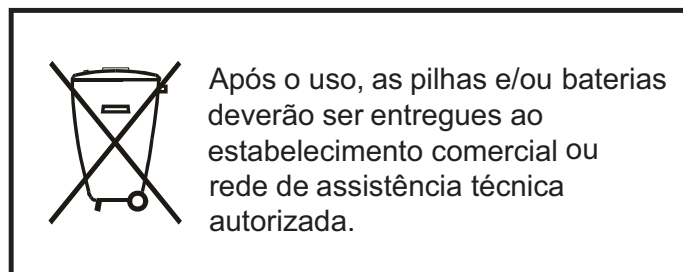 Após o uso, as pilhas e/ou baterias
deverão ser entregues ao
estabelecimento comercial ou
rede de assistência técnica
autorizada.